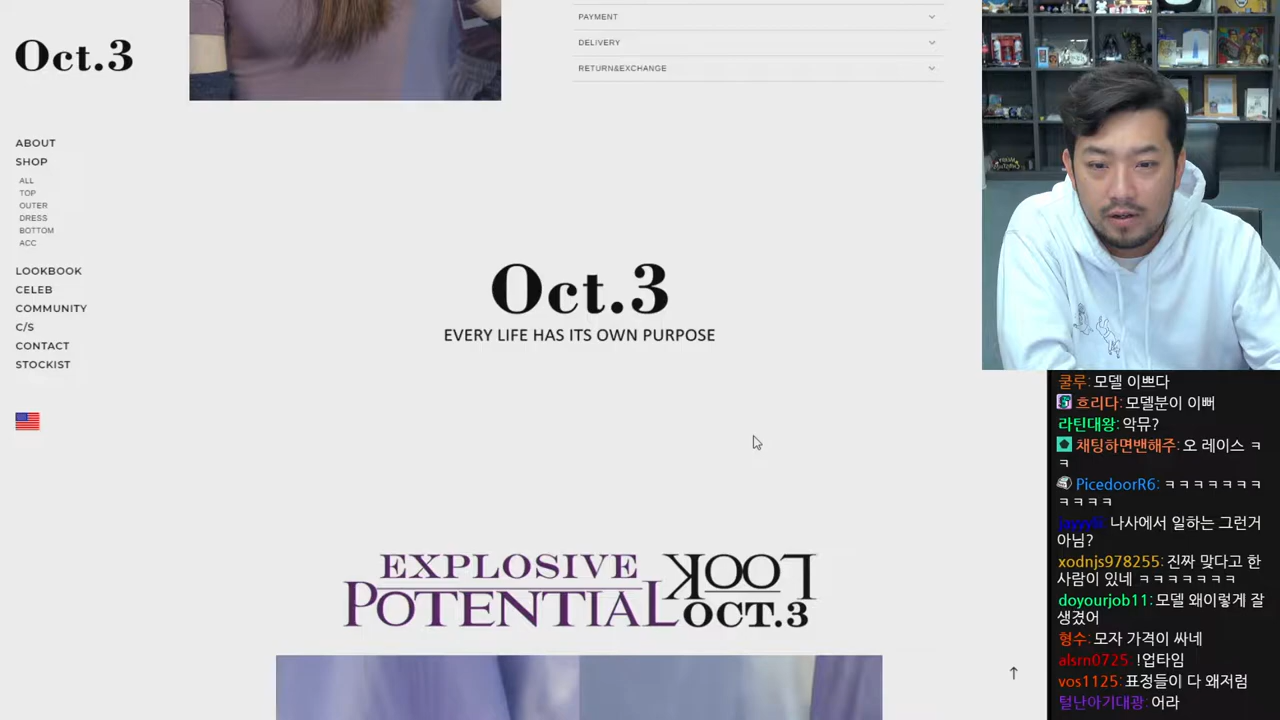 Oct.3
ABOUT
SHOP
ALL
TOP
OUTER
DRESS
BOTTOM
ACC
LOOKBOOK
CELEB
COMMUNITY
C/S
CONTACT
STOCKIST
PAYMENT
DELIVERY
RETURN&EXCHANGE
Oct.3
EVERY LIFE HAS ITS OWN PURPOSE
EXPLOSIVE
POTENTIAL
LOOK
OCT.3
쿨루: 모델 이쁘다
흐리다: 모델분이 이뻐
라틴대왕: 악뮤?
채팅하면밴해주: 오 레이스 ㅋ
ㅋ
PicedoorR6: ㅋㅋㅋㅋㅋㅋㅋ
ㅋㅋㅋㅋ
나사에서 일하는 그런거
아님?
xodnjs978255: 진짜 맞다고 한
사람이 있네 ㅋㅋㅋㅋㅋㅋㅋ
doyourjob11: 모델 왜이렇게 잘
생겼어
형수: 모자 가격이 싸네
alsrn0725: !업타임
vos1125: 표정들이 다 왜저럼
털난아기대광: 어라